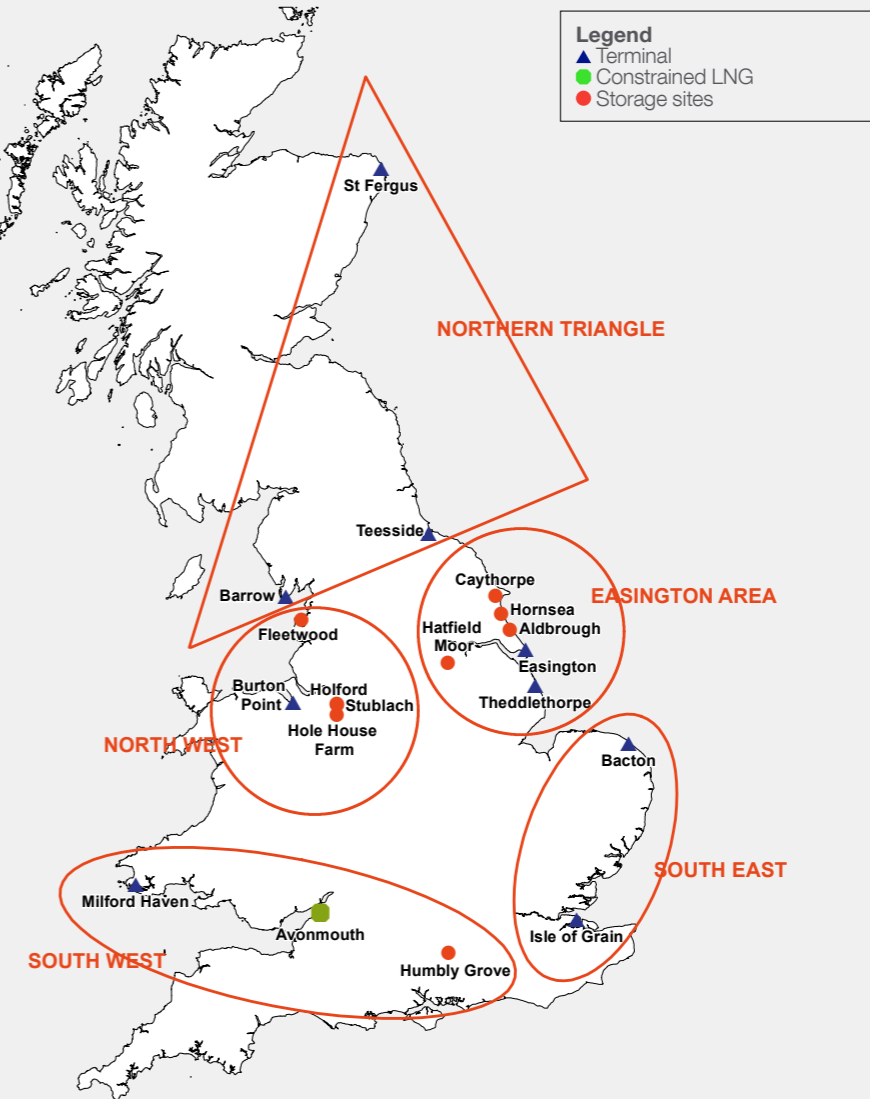 Legend
Terminal
Constrained LNG
Storage sites
St Fergus
NORTHERN TRIANGLE
Teesside
Caythorpe
Barrow
EASINGTON AREA
Hornsea
Fleetwood
Hatfield
Moor
Aldbrough
Easington
Burton
Point
Holford
Stublach
Theddlethorpe
Hole House
Farm
NORTH WEST
Bacton
SOUTH EAST
Milford Haven
Avonmouth
Isle of Grain
SOUTH WEST
Humbly Grove